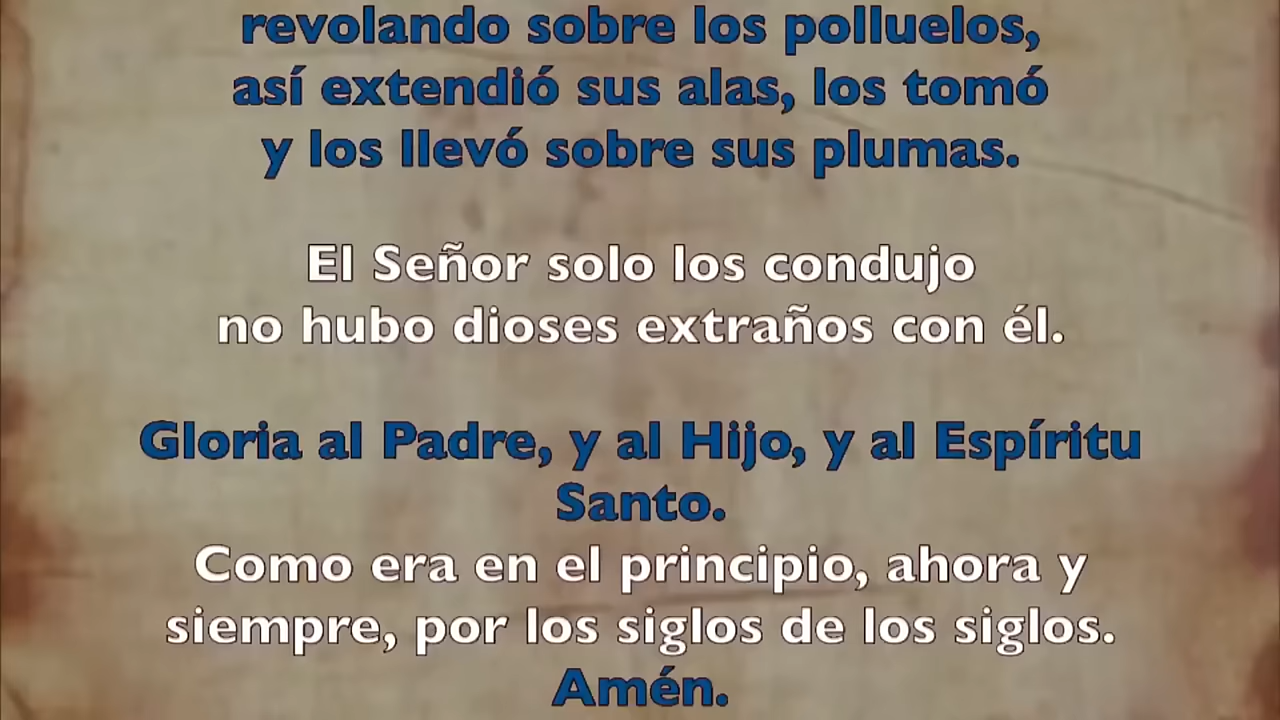 revolando sobre los polluelos,
así extendió sus alas, los tomó
y los llevó sobre sus plumas.
El Señor solo los condujo
no hubo dioses extraños con él.
Gloria al Padre, y al Hijo, y al Espíritu
Santo.
Como era en el principio, ahora y
siempre, por los siglos de los siglos.
Amén.